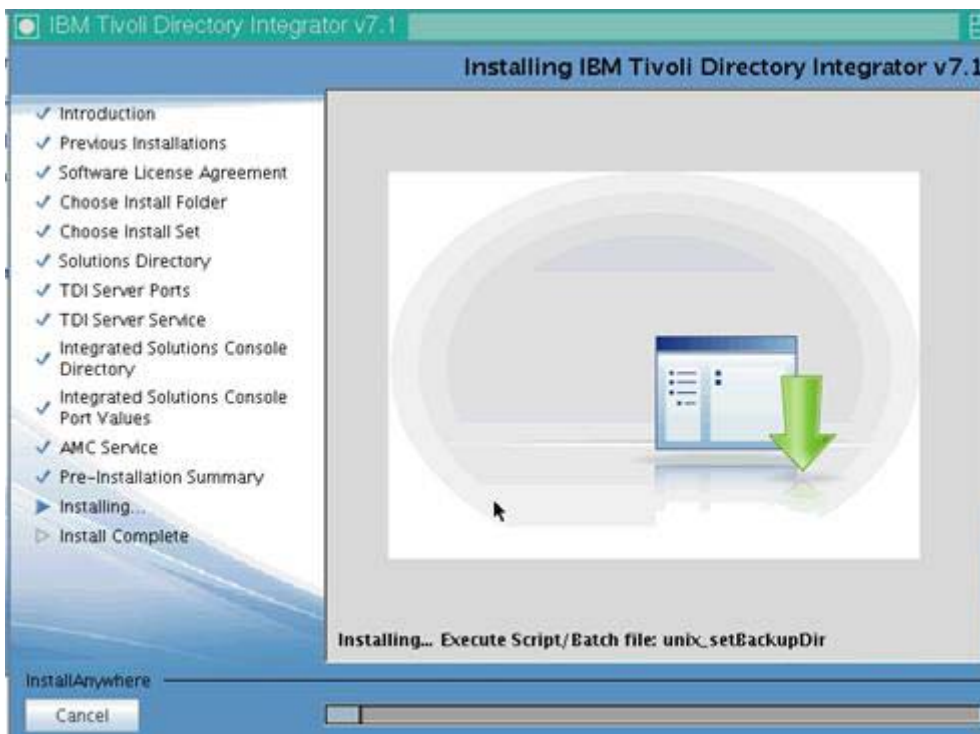 IBM Tivoli Directory Integrator v7.1
Installing IBM Tivoli Directory Integrator v7.1
Introduction
Previous Installations
Software License Agreement
Choose Install Folder
Choose Install Set
Solutions Directory
TDI Server Ports
TDI Server Service
Integrated Solutions Console
Directory
Integrated Solutions Console
Port Values
AMC Service
Pre-Installation Summary
Installing...
Install Complete
Installing... Execute Script/Batch file: unix_setBackupDir
InstallAnywhere
Cancel